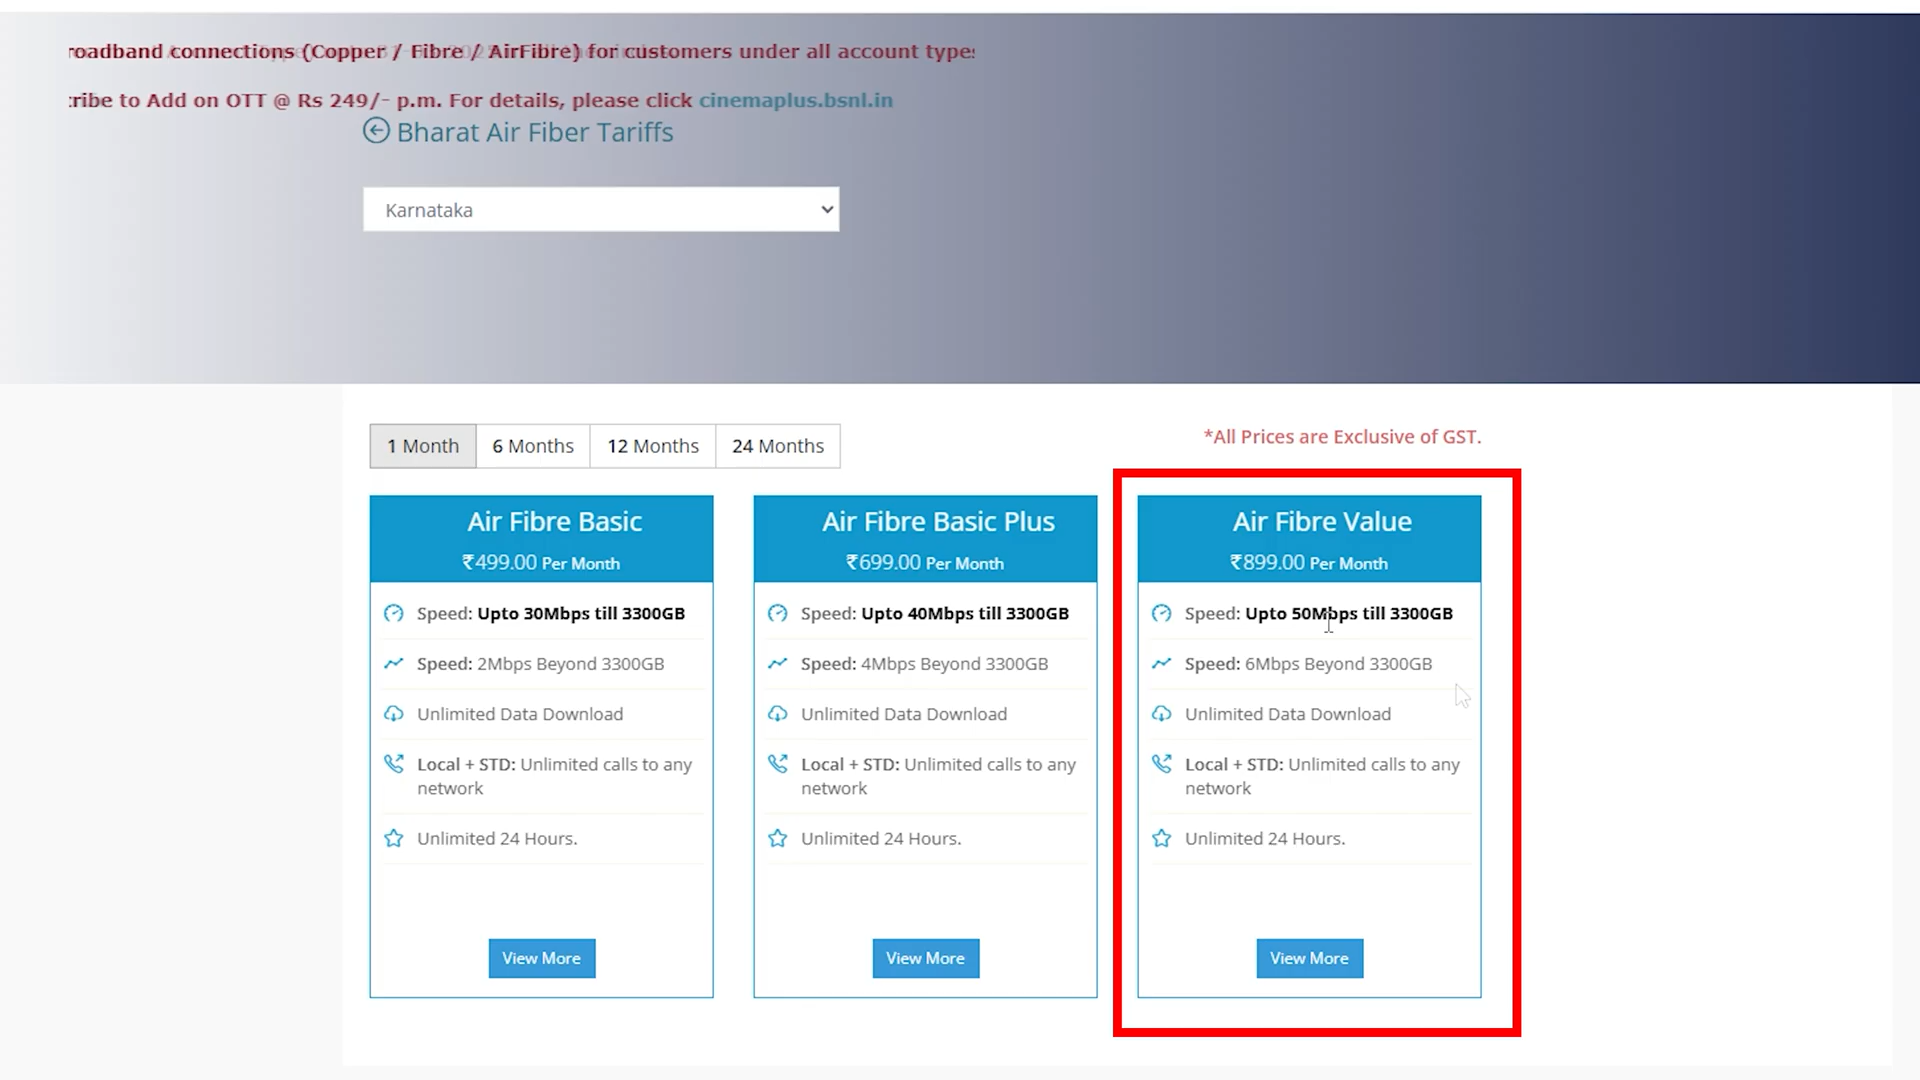 connections (Copper / Fibre / AirFibre) for customers under all account
to Add on OTT @ Rs 249/- p.m. For details, please click cinemaplus.bsnl.in
Bharat Air Fiber Tariffs
Karnataka
1 Month 6 Months 12 Months 24 Months
*All Prices are Exclusive of GST.
Air Fibre Basic
₹499.00 Per Month
Speed: Upto 30Mbps till 3300GB
Speed: 2Mbps Beyond 3300GB
Unlimited Data Download
Local + STD: Unlimited calls to any
network
Unlimited 24 Hours.
View More
Air Fibre Basic Plus
₹699.00 Per Month
Speed: Upto 40Mbps till 3300GB
Speed: 4Mbps Beyond 3300GB
Unlimited Data Download
Local + STD: Unlimited calls to any
network
Unlimited 24 Hours.
View More
Air Fibre Value
₹899.00 Per Month
Speed: Upto 50Mbps till 3300GB
Speed: 6Mbps Beyond 3300GB
Unlimited Data Download
Local + STD: Unlimited calls to any
network
Unlimited 24 Hours.
View More